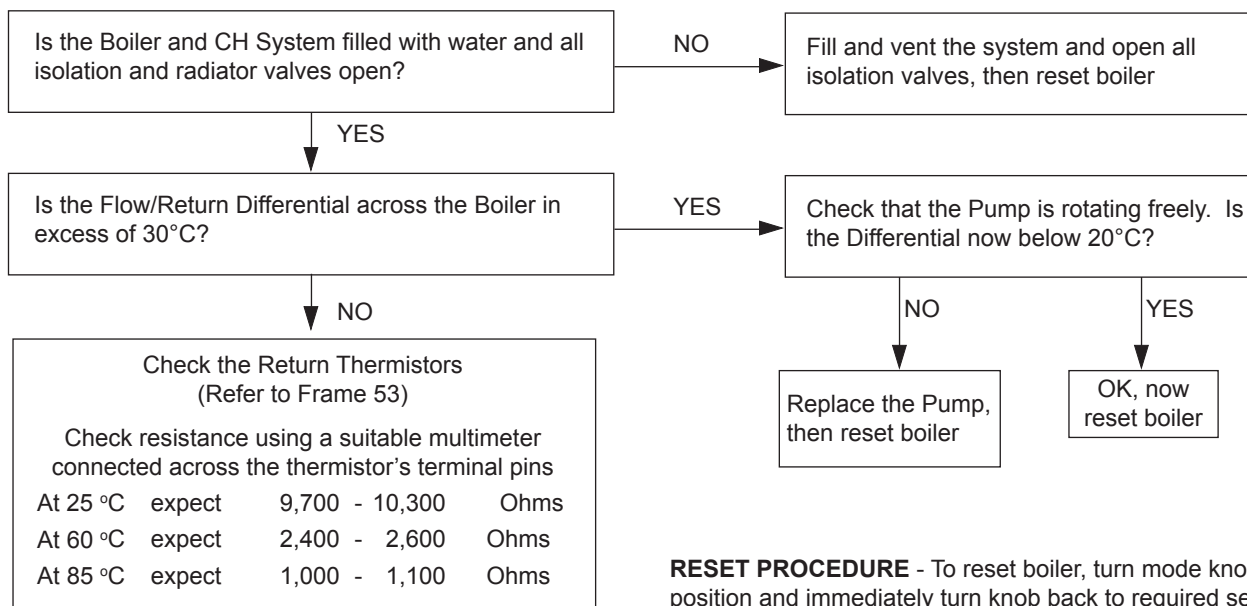 Is the Boiler and CH System filled with water and all
isolation and radiator valves open?
NO
Fill and vent the system and open all
isolation valves, then reset boiler
YES
Is the Flow/Return Differential across the Boiler in
excess of 30°C?
YES
Check that the Pump is rotating freely.  Is
the Differential now below 20°C?
NO
Check the Return Thermistors
(Refer to Frame 53)
Check resistance using a suitable multimeter
connected across the thermistor's terminal pins
At 25 °C expect 9,700 - 10,300 Ohms
At 60 °C expect 2,400 - 2,600 Ohms
At 85 °C expect 1,000 - 1,100 Ohms
NO
YES
Replace the Pump,
then reset boiler
OK, now
reset boiler
RESET PROCEDURE - To reset boiler, turn mode
position and immediately turn knob back to required